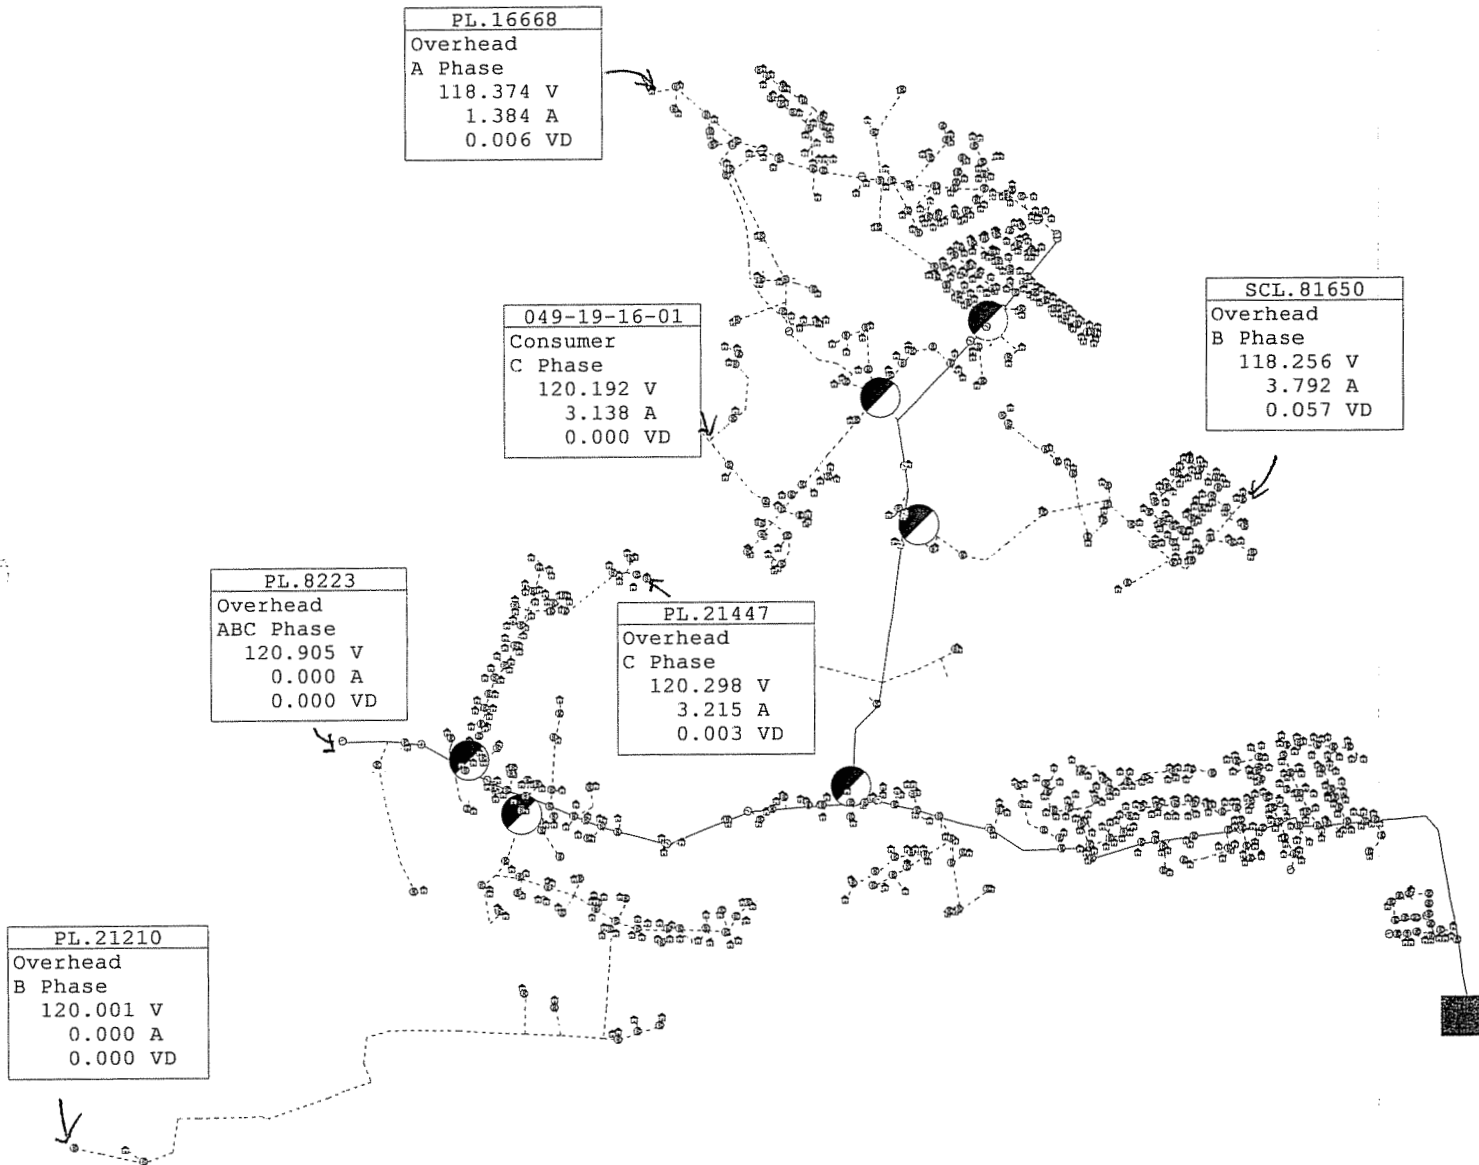 PL.16668
Overhead
A Phase
118.374 V
1.384 A
0.006 VD
SCL.81650
Overhead
B Phase
118.256 V
3.792 A
0.057 VD
049-19-16-01
Consumer
C Phase
120.192 V
3.138 A
0.000 VD
PL.8223
Overhead
ABC Phase
120.905 V
0.000 A
0.000 VD
PL.21447
Overhead
C Phase
120.298 V
3.215 A
0.003 VD
PL.21210
Overhead
B Phase
120.001 V
0.000 A
0.000 VD